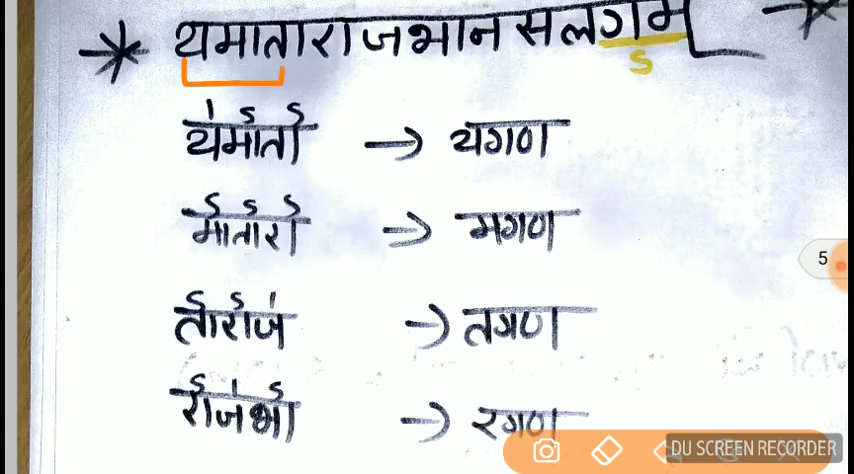 * यमाताराजभानसलगम्
S
। S S
यमाता → यगण
S S S
मातारा → मगण
S S ।
ताराज → तगण
S । S
राजभा → रगण
5
DU SCREEN RECORDER